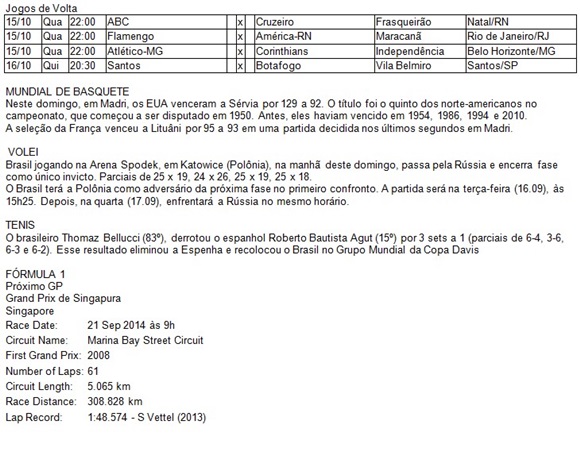 Jogos de Volta
15/10 Qua 22:00 ABC x Cruzeiro Frasqueirão Natal/RN
15/10 Qua 22:00 Flamengo x América-RN Maracanã Rio de Janeiro/RJ
15/10 Qua 22:00 Atlético-MG x Corinthians Independência Belo Horizonte/MG
16/10 Qui 20:30 Santos x Botafogo Vila Belmiro Santos/SP
MUNDIAL DE BASQUETE
Neste domingo, em Madri, os EUA venceram a Sérvia por 129 a 92. O título foi o quinto dos norte-americanos no
campeonato, que começou a ser disputado em 1950. Antes, eles haviam vencido em 1954, 1986, 1994 e 2010.
A seleção da França venceu a Lituâni por 95 a 93 em uma partida decidida nos últimos segundos em Madri.
VOLEI
Brasil jogando na Arena Spodek, em Katowice (Polônia), na manhã deste domingo, passa pela Rússia e encerra fase
como único invicto. Parciais de 25 x 19, 24 x 26, 25 x 19, 25 x 18.
O Brasil terá a Polônia como adversário da próxima fase no primeiro confronto. A partida será na terça-feira (16.09), às
15h25. Depois, na quarta (17.09), enfrentará a Rússia no mesmo horário.
TENIS
O brasileiro Thomaz Bellucci (83º), derrotou o espanhol Roberto Bautista Agut (15º) por 3 sets a 1 (parciais de 6-4, 3-6,
6-3 e 6-2). Esse resultado eliminou a Espenha e recolocou o Brasil no Grupo Mundial da Copa Davis
FÓRMULA 1
Próximo GP
Grand Prix de Singapura
Singapore
Race Date: 21 Sep 2014 às 9h
Circuit Name: Marina Bay Street Circuit
First Grand Prix: 2008
Number of Laps: 61
Circuit Length: 5.065 km
Race Distance: 308.828 km
Lap Record: 1:48.574 - S Vettel (2013)